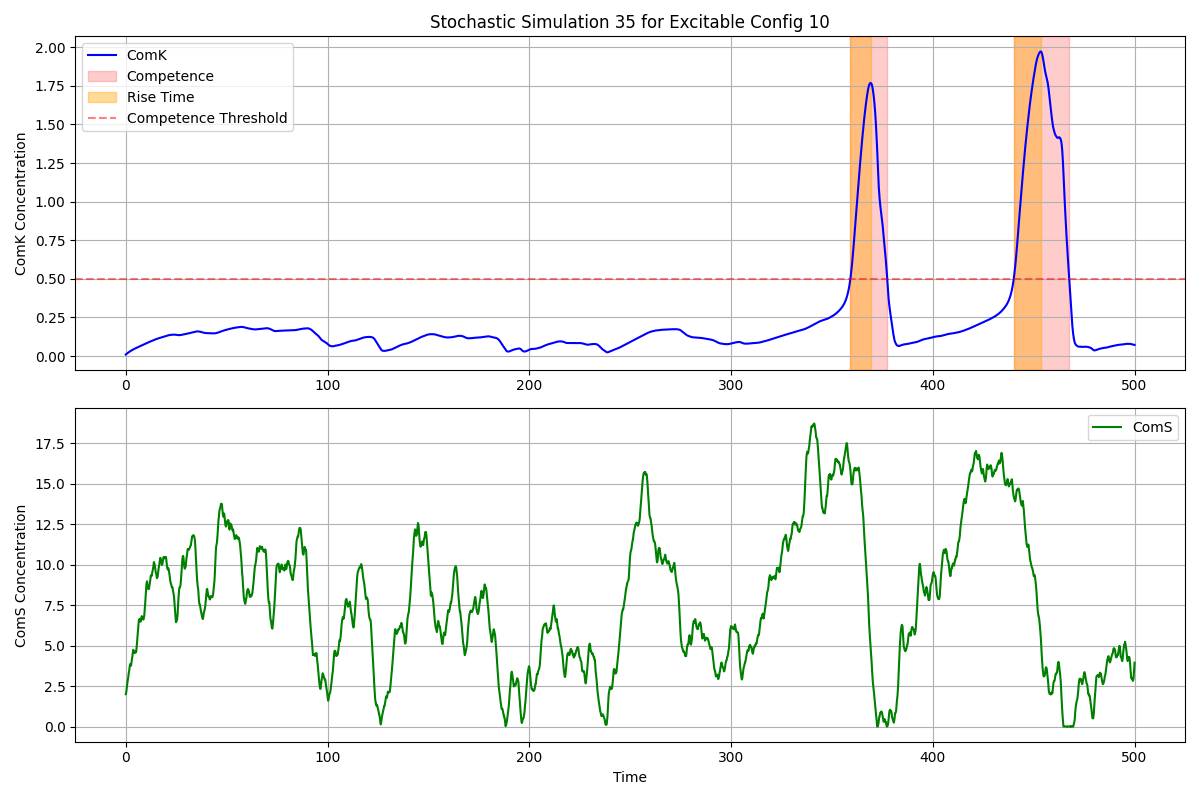 Stochastic Simulation 35 for Excitable Config 10
ComK Concentration
2.00
1.75
1.50
1.25
1.00
0.75
0.50
0.25
0.00
ComK
Competence
Rise Time
Competence Threshold
0 100 200 300 400 500
ComS Concentration
17.5
15.0
12.5
10.0
7.5
5.0
2.5
0.0
ComS
0 100 200 300 400 500
Time